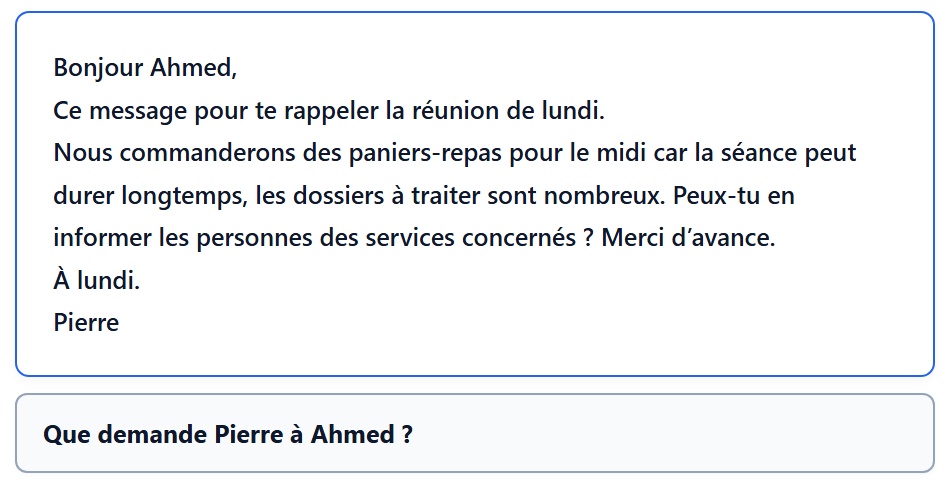 Bonjour Ahmed,
Ce message pour te rappeler la réunion de lundi.
Nous commanderons des paniers-repas pour le midi car la séance peut
durer longtemps, les dossiers à traiter sont nombreux. Peux-tu en
informer les personnes des services concernés ? Merci d’avance.
À lundi.
Pierre
Que demande Pierre à Ahmed ?